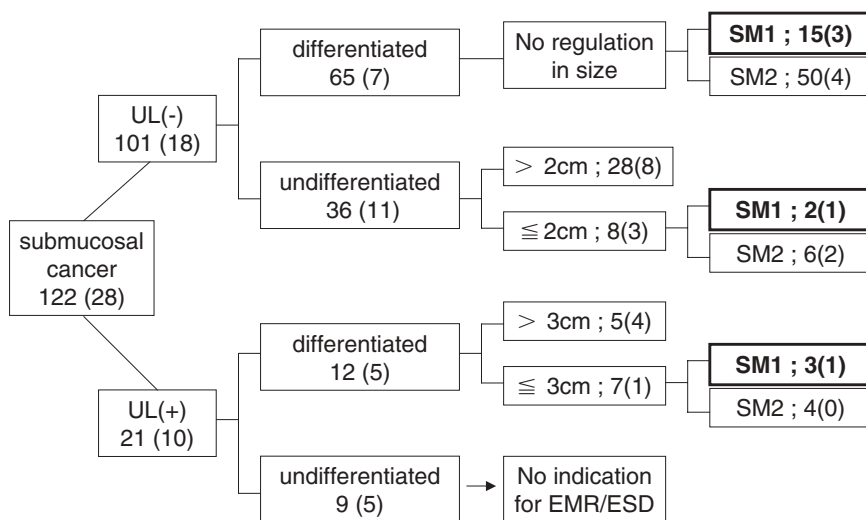 submucosal
cancer
122 (28)
UL(-)
101 (18)
differentiated
65 (7)
No regulation
in size
SM1 ; 15(3)
SM2 ; 50(4)
undifferentiated
36 (11)
> 2cm ; 28(8)
≦ 2cm ; 8(3)
SM1 ; 2(1)
SM2 ; 6(2)
UL(+)
21 (10)
differentiated
12 (5)
> 3cm ; 5(4)
≦ 3cm ; 7(1)
SM1 ; 3(1)
SM2 ; 4(0)
undifferentiated
9 (5)
No indication
for EMR/ESD